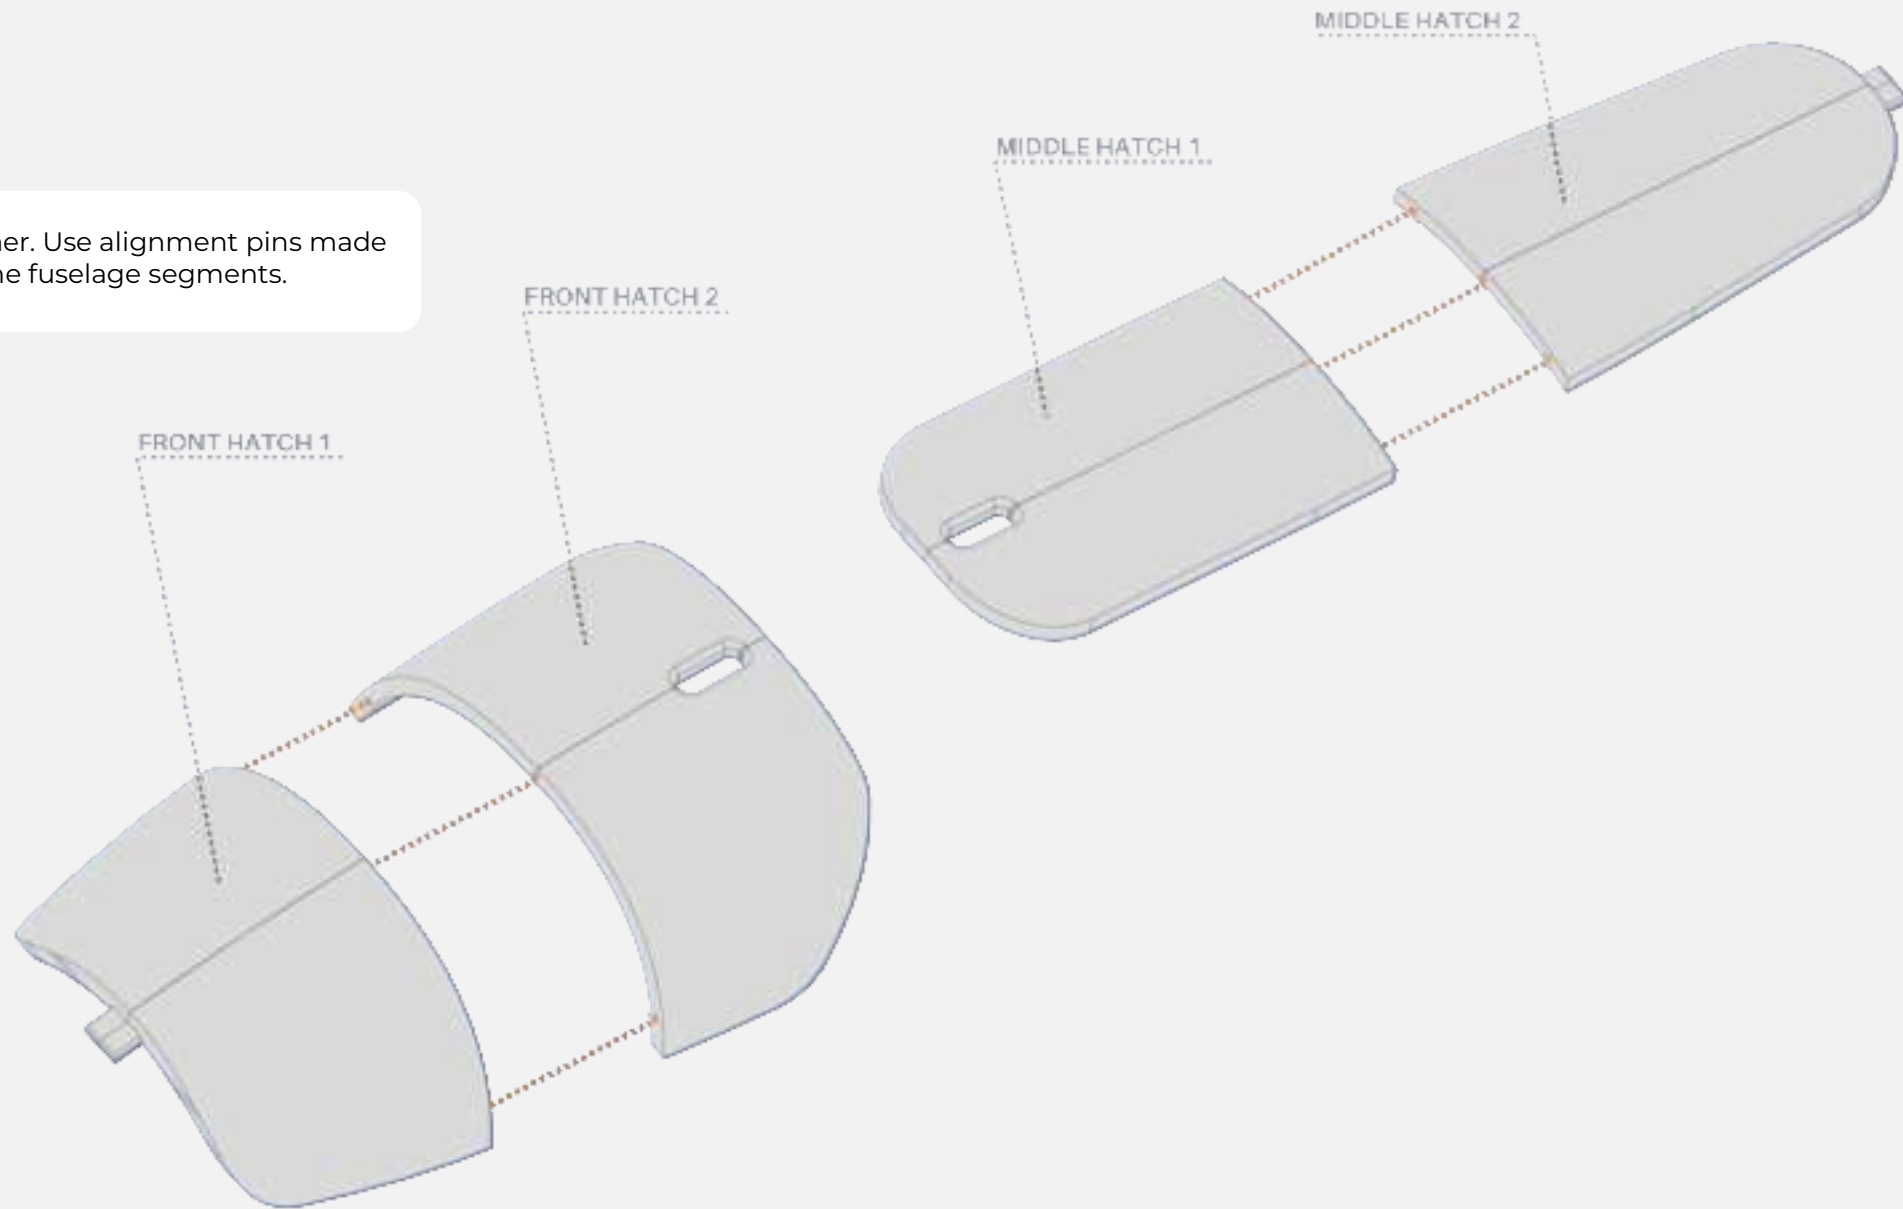 MIDDLE HATCH 2
MIDDLE HATCH 1
her. Use alignment pins made
he fuselage segments.
FRONT HATCH 2
FRONT HATCH 1